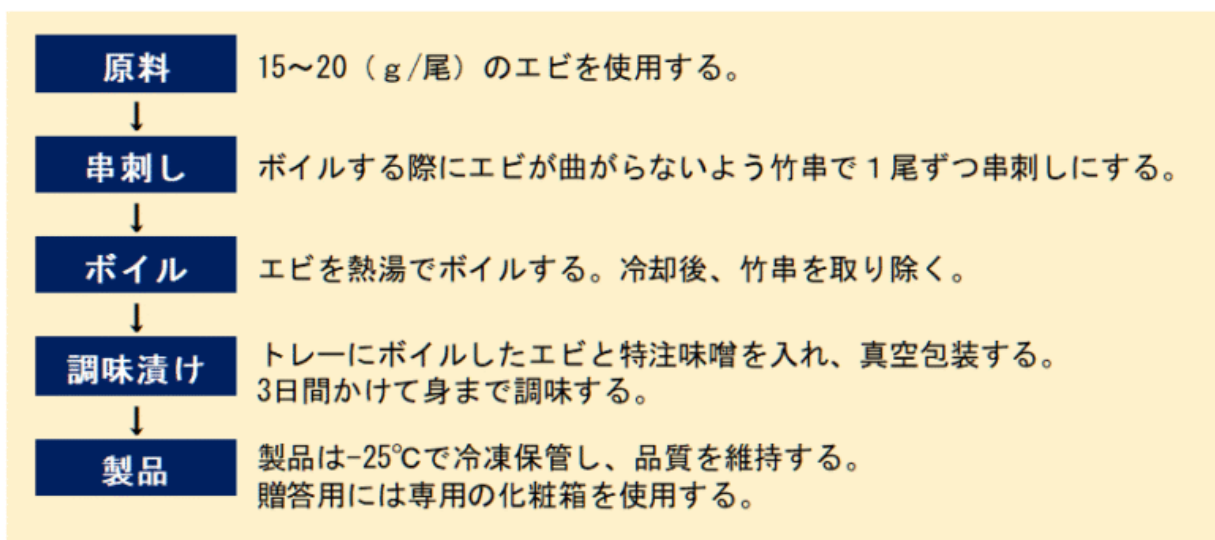 原料
15～20（ｇ/尾）のエビを使用する。
↓
串刺し
ボイルする際にエビが曲がらないよう竹串で１尾ずつ串刺しにする。
↓
ボイル
エビを熱湯でボイルする。冷却後、竹串を取り除く。
↓
調味漬け
トレーにボイルしたエビと特注味噌を入れ、真空包装する。
3日間かけて身まで調味する。
↓
製品
製品は-25℃で冷凍保管し、品質を維持する。
贈答用には専用の化粧箱を使用する。